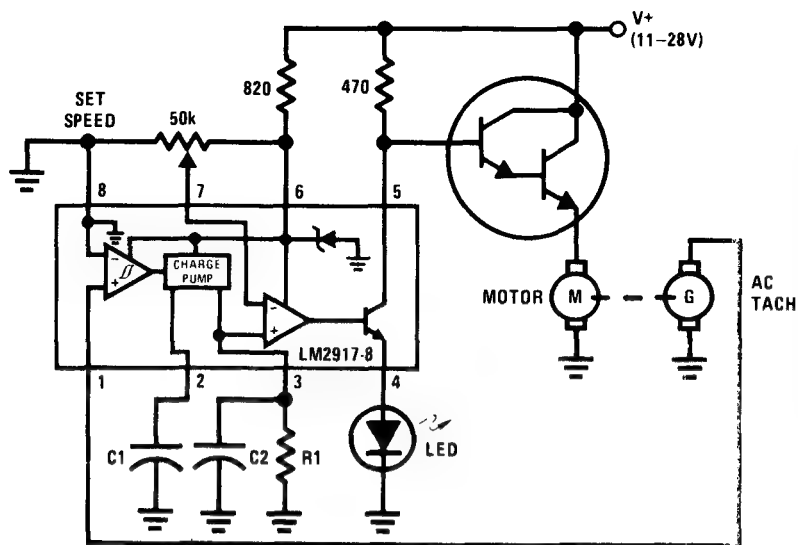 V+
(11–28V)
820
470
SET
SPEED
50k
8
7
6
5
CHARGE
PUMP
MOTOR
M
G
AC
TACH
LM2917-8
1
2
3
4
C1
C2
R1
LED